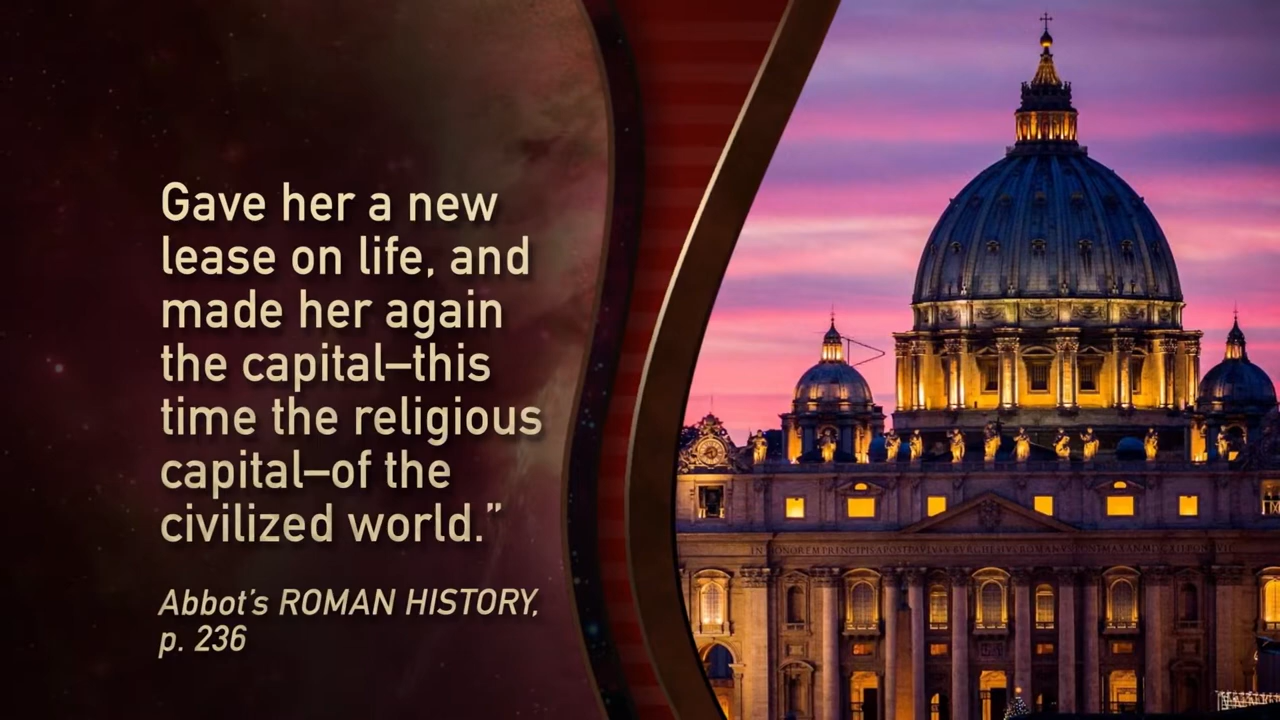 Gave her a new
lease on life, and
made her again
the capital–this
time the religious
capital–of the
civilized world.”
Abbot’s ROMAN HISTORY,
p. 236